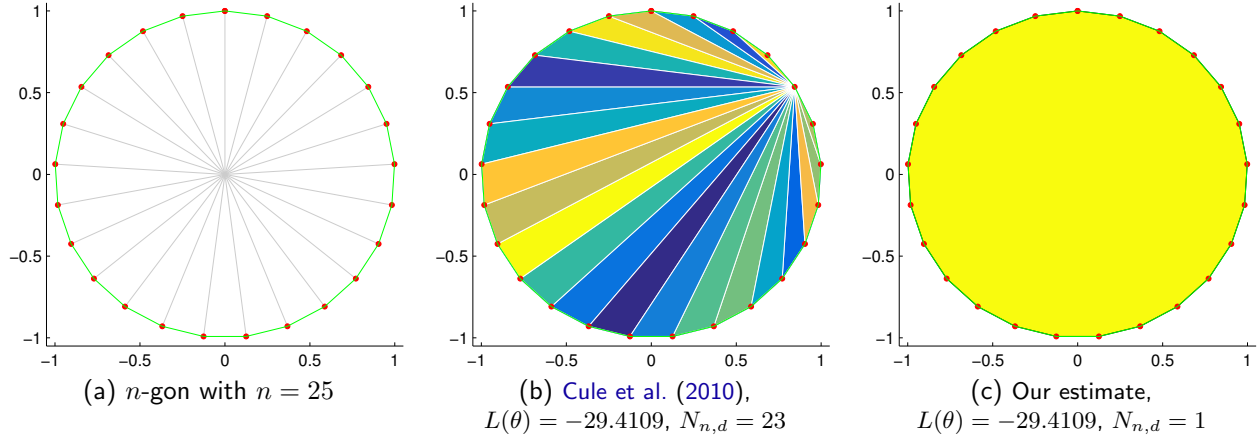 1
0.5
0
−0.5
−1
−1 −0.5 0 0.5 1
(a) n-gon with n = 25
1
0.5
0
−0.5
−1
−1 −0.5 0 0.5 1
(b) Cule et al. (2010),
L(θ) = −29.4109, N_{n,d} = 23
1
0.5
0
−0.5
−1
−1 −0.5 0 0.5 1
(c) Our estimate,
L(θ) = −29.4109, N_{n,d} = 1